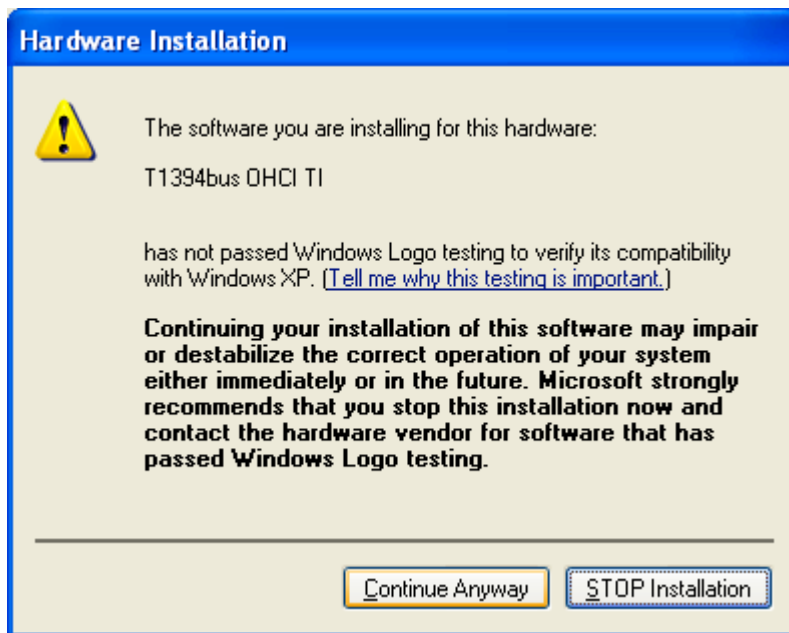 Hardware Installation
The software you are installing for this hardware:
T1394bus OHCI TI
has not passed Windows Logo testing to verify its compatibility
with Windows XP. (Tell me why this testing is important.)
Continuing your installation of this software may impair
or destabilize the correct operation of your system
either immediately or in the future. Microsoft strongly
recommends that you stop this installation now and
contact the hardware vendor for software that has
passed Windows Logo testing.
Continue Anyway
STOP Installation